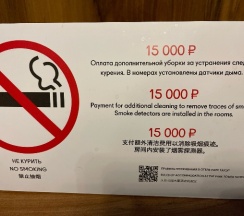 15 000 ₽
Оплата дополнительной уборки за устранения следов
курения. В номерах установлены датчики дыма.
15 000 ₽
Payment for additional cleaning to remove traces of smoking
Smoke detectors are installed in the rooms.
15 000 ₽
支付额外清洁费用以消除吸烟痕迹。
房间内安装了烟雾探测器。
НЕ КУРИТЬ
NO SMOKING
禁止抽烟